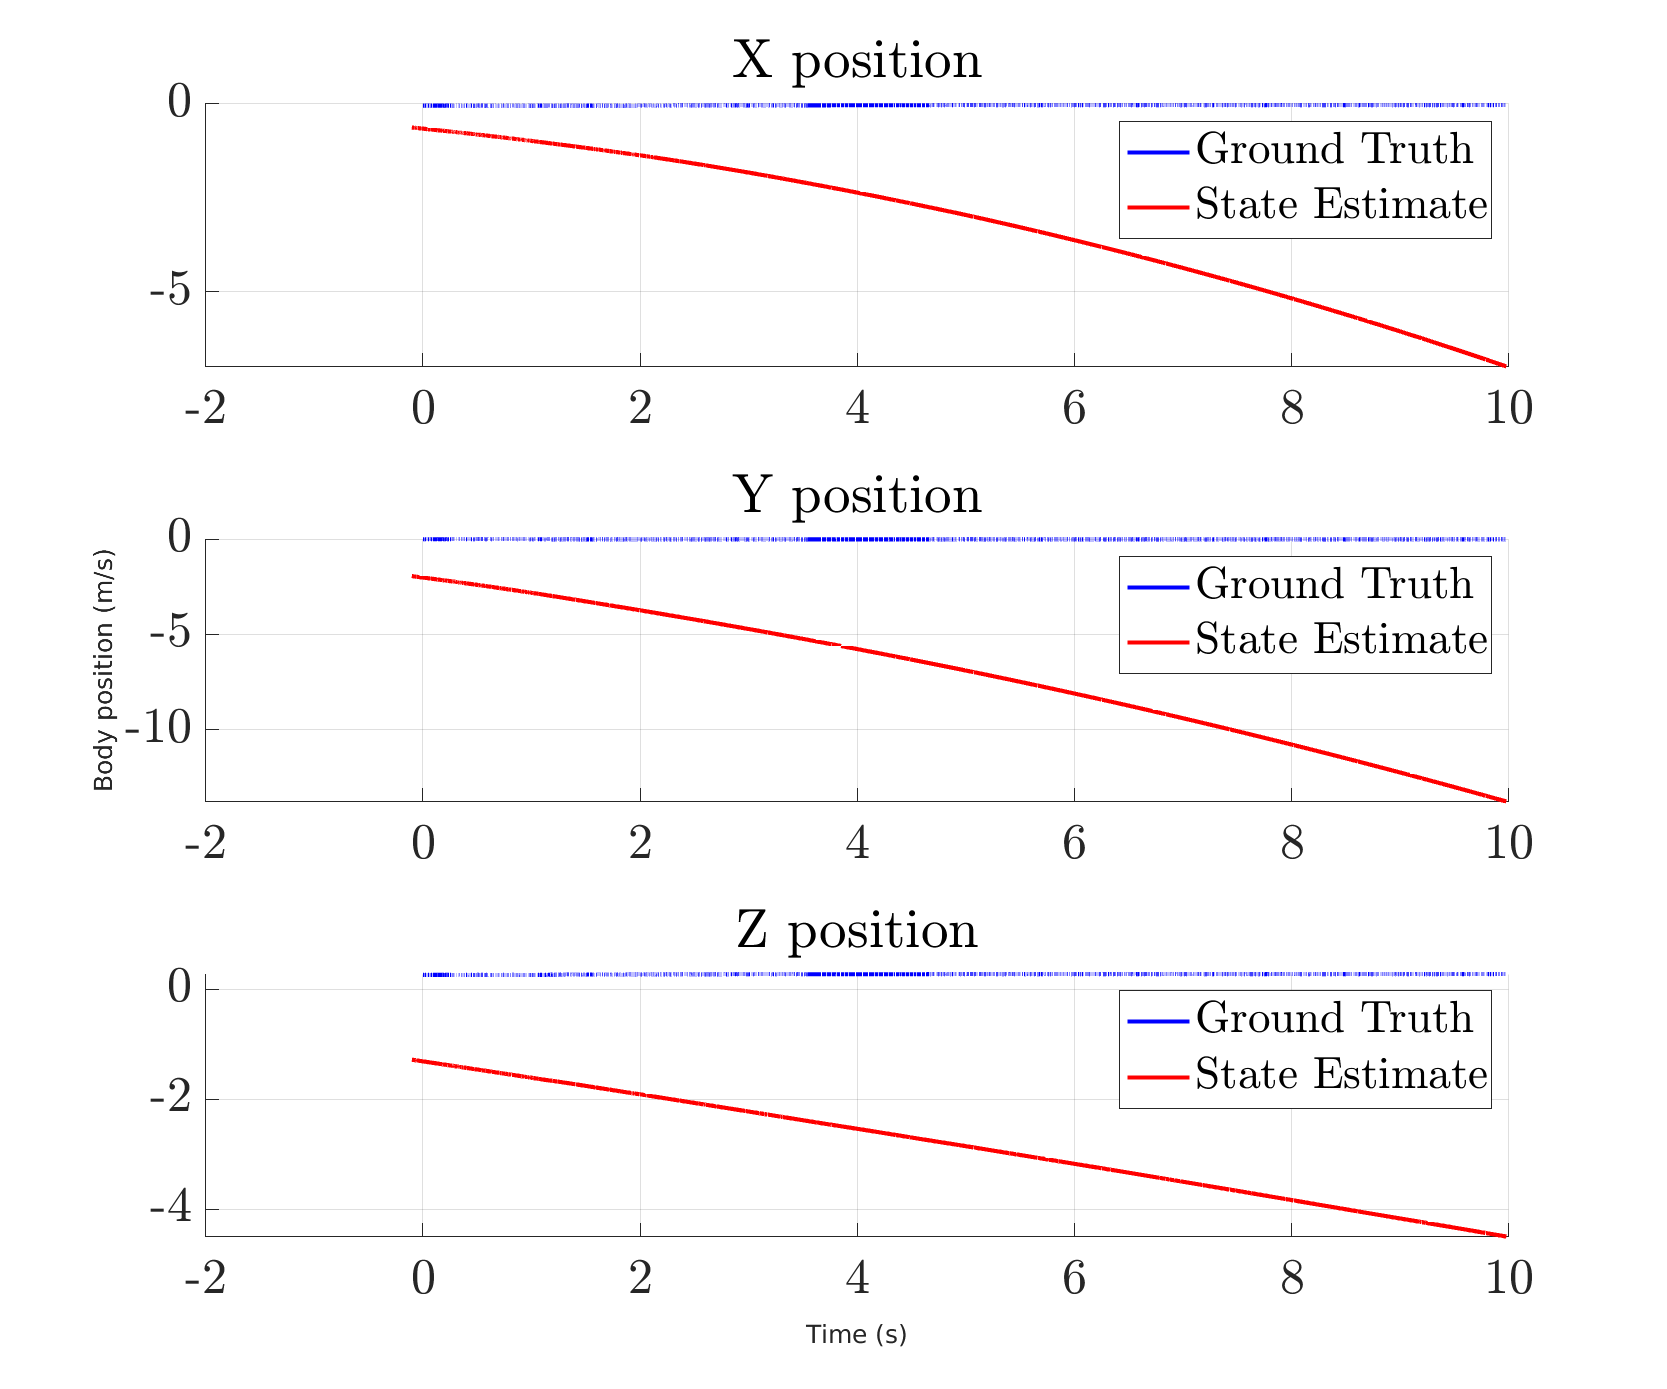 X position
0
-5
Ground Truth
State Estimate
-2 0 2 4 6 8 10
Y position
Body position (m/s)
0
-5
-10
Ground Truth
State Estimate
-2 0 2 4 6 8 10
Z position
0
-2
-4
Ground Truth
State Estimate
-2 0 2 4 6 8 10
Time (s)